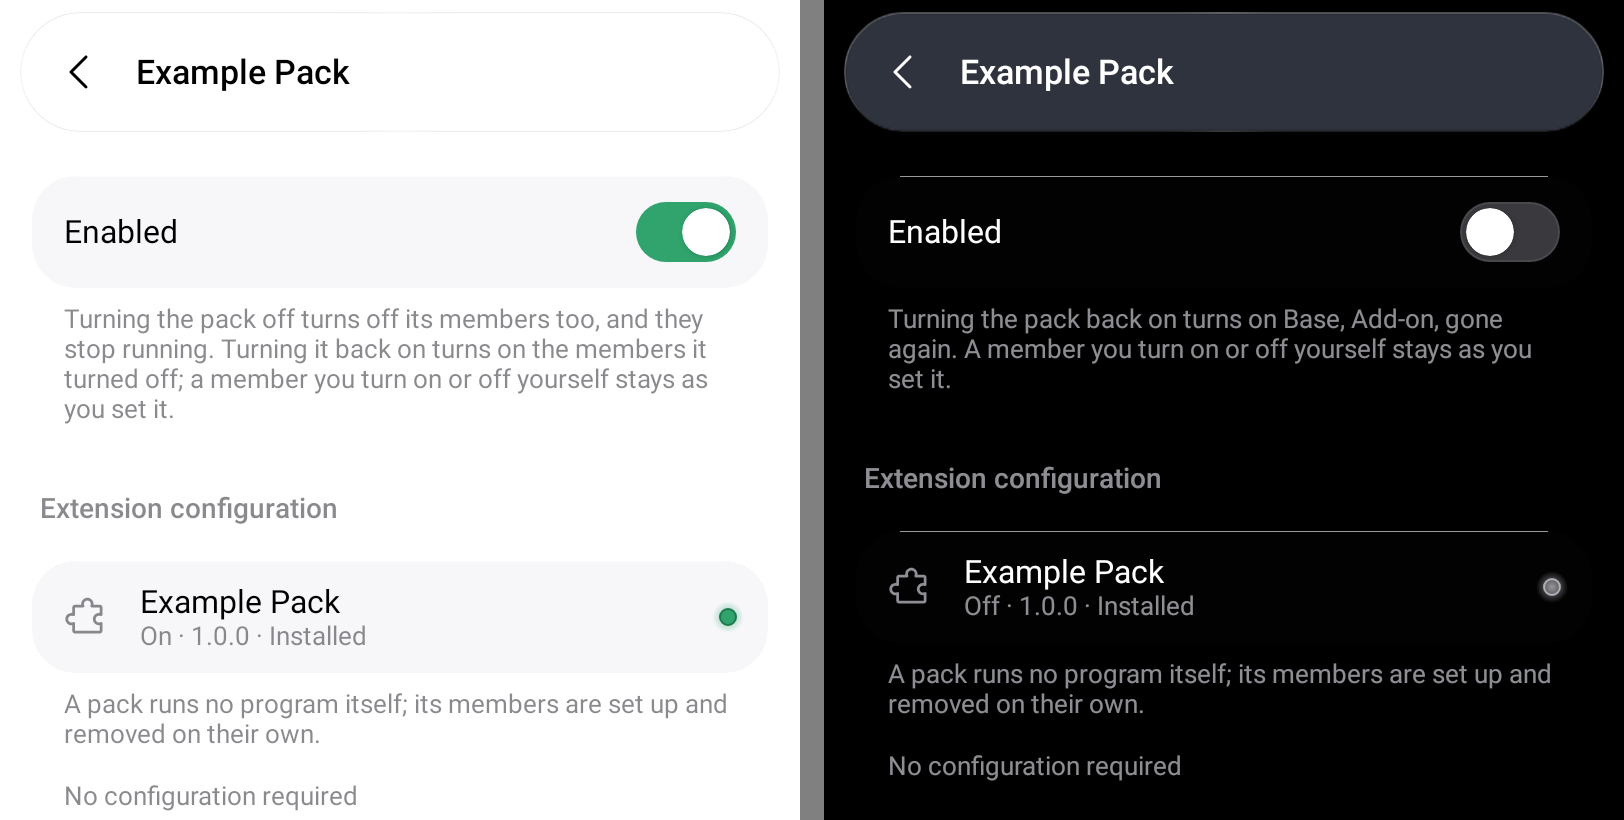 Example Pack
Enabled
Turning the pack off turns off its members too, and they
stop running. Turning it back on turns on the members it
turned off; a member you turn on or off yourself stays as
you set it.
Extension configuration
Example Pack
On · 1.0.0 · Installed
A pack runs no program itself; its members are set up and
removed on their own.
No configuration required
Example Pack
Enabled
Turning the pack back on turns on Base, Add-on, gone
again. A member you turn on or off yourself stays as you
set it.
Extension configuration
Example Pack
Off · 1.0.0 · Installed
A pack runs no program itself; its members are set up and
removed on their own.
No configuration required